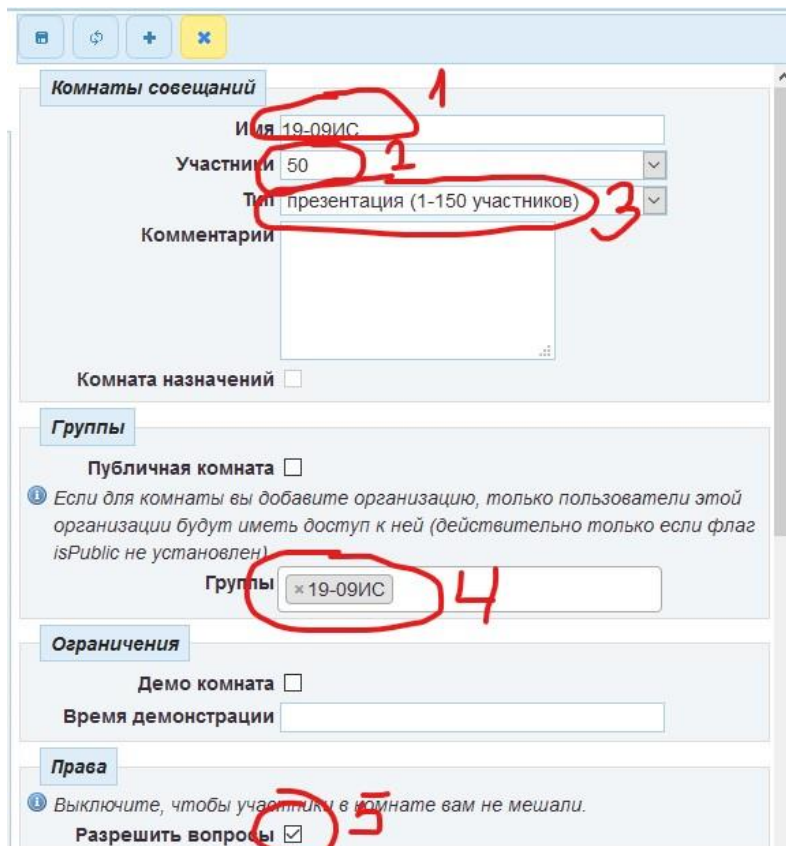 Комнаты совещаний
1
Имя 19-09ИС
Участники 50
2
Тип презентация (1-150 участников)
3
Комментарии
Комната назначений
Группы
Публичная комната
Если для комнаты вы добавите организацию, только пользователи этой
организации будут иметь доступ к ней (действительно только если флаг
isPublic не установлен)
Группы × 19-09ИС
4
Ограничения
Демо комната
Время демонстрации
Права
Выключите, чтобы участники в комнате вам не мешали.
Разрешить вопросы
5